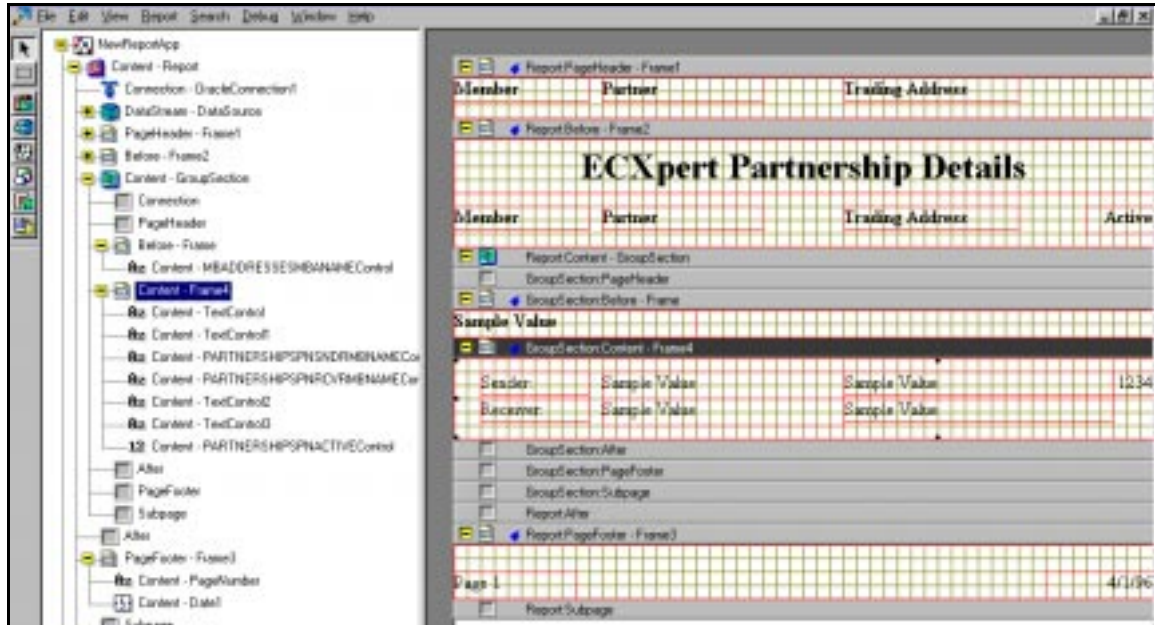 File Edit View Report Search Debug Window Help
NewReportApp
Content - Report
Connection - OracleConnection1
DataStream - DataSource
PageHeader - Frame1
Before - Frame2
Content - GroupSection
Connection
PageHeader
Before - Frame
Content - MBADDRESSESMBANAMEControl
Content - Frame4
Content - TextControl
Content - TextControl1
Content - PARTNERSHIPSPNSNDRMBNAMECo
Content - PARTNERSHIPSPNRCVRMBNAMECor
Content - TextControl2
Content - TextControl3
Content - PARTNERSHIPSPNACTIVEControl
After
PageFooter
Subpage
After
PageFooter - Frame3
Content - PageNumber
Content - Date1
Subpage
Report:PageHeader - Frame1
Member Partner Trading Address
Report:Before - Frame2
ECXpert Partnership Details
Member Partner Trading Address Active
Report:Content - GroupSection
GroupSection:PageHeader
GroupSection:Before - Frame
Sample Value
GroupSection:Content - Frame4
Sender: Sample Value Sample Value 1234
Receiver: Sample Value Sample Value
GroupSection:After
GroupSection:PageFooter
GroupSection:Subpage
Report:After
Report:PageFooter - Frame3
Page 1 4/1/96
Report:Subpage